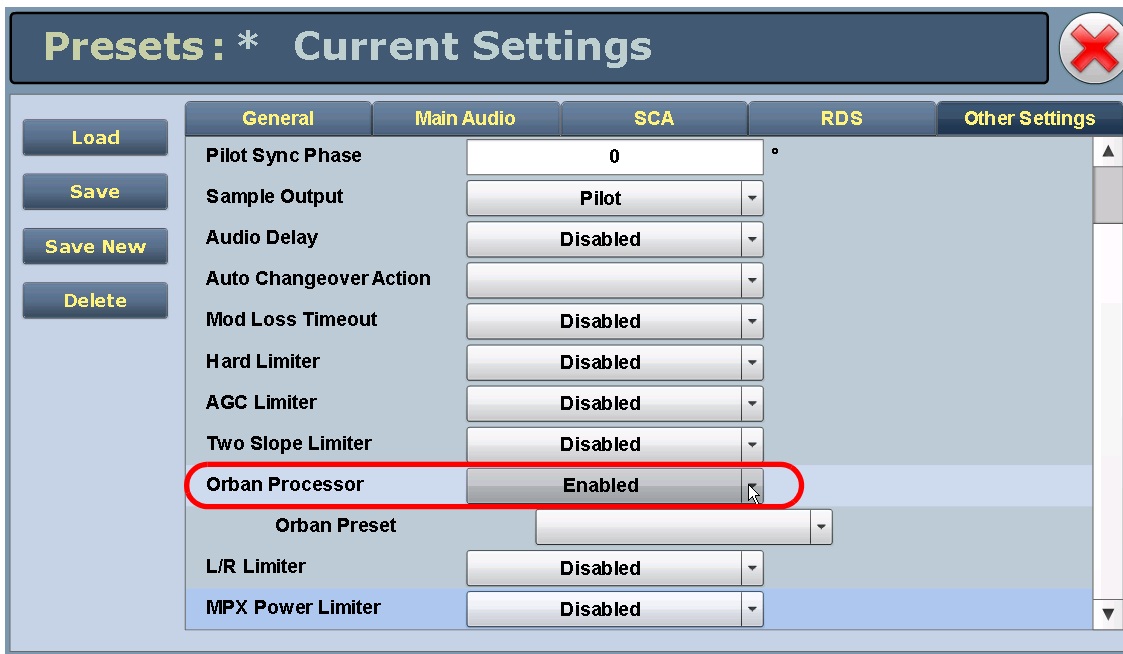 Presets: * Current Settings
Load
Save
Save New
Delete
General Main Audio SCA RDS Other Settings
Pilot Sync Phase 0 °
Sample Output Pilot
Audio Delay Disabled
Auto Changeover Action
Mod Loss Timeout Disabled
Hard Limiter Disabled
AGC Limiter Disabled
Two Slope Limiter Disabled
Orban Processor Enabled
Orban Preset
L/R Limiter Disabled
MPX Power Limiter Disabled